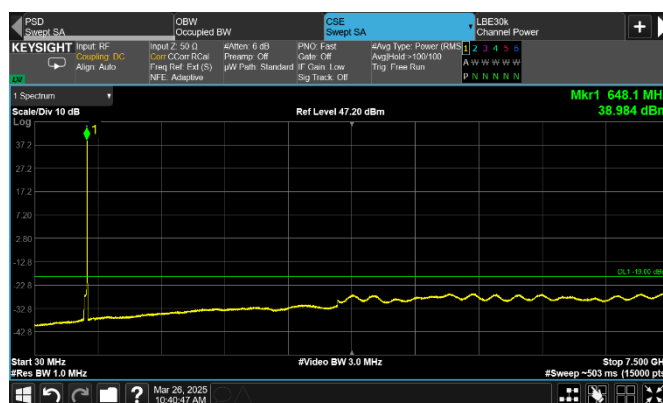 PSD
Swept SA
OBW
Occupied BW
CSE
Swept SA
LBE30k
Channel Power
KEYSIGHT
Input: RF
Coupling: DC
Align: Auto
Input Z: 50 Ω
Corr CCorr RCal
Freq Ref: Ext (S)
NFE: Adaptive
#Atten: 6 dB
Preamp: Off
µW Path: Standard
PNO: Fast
Gate: Off
IF Gain: Low
Sig Track: Off
#Avg Type: Power (RMS
Avg|Hold >100/100
Trig: Free Run
1 2 3 4 5 6
A W W W W W
P N N N N N
1 Spectrum
Mkr1 648.1 MH
38.984 dBm
Scale/Div 10 dB
Ref Level 47.20 dBm
Log
1
37.2
27.2
17.2
7.20
-2.80
-12.8
DL1 -19.00 dB
-22.8
-32.8
-42.8
Start 30 MHz
#Video BW 3.0 MHz
Stop 7.500 GH
#Res BW 1.0 MHz
#Sweep ~503 ms (15000 pts
?
Mar 26, 2025
10:40:47 AM